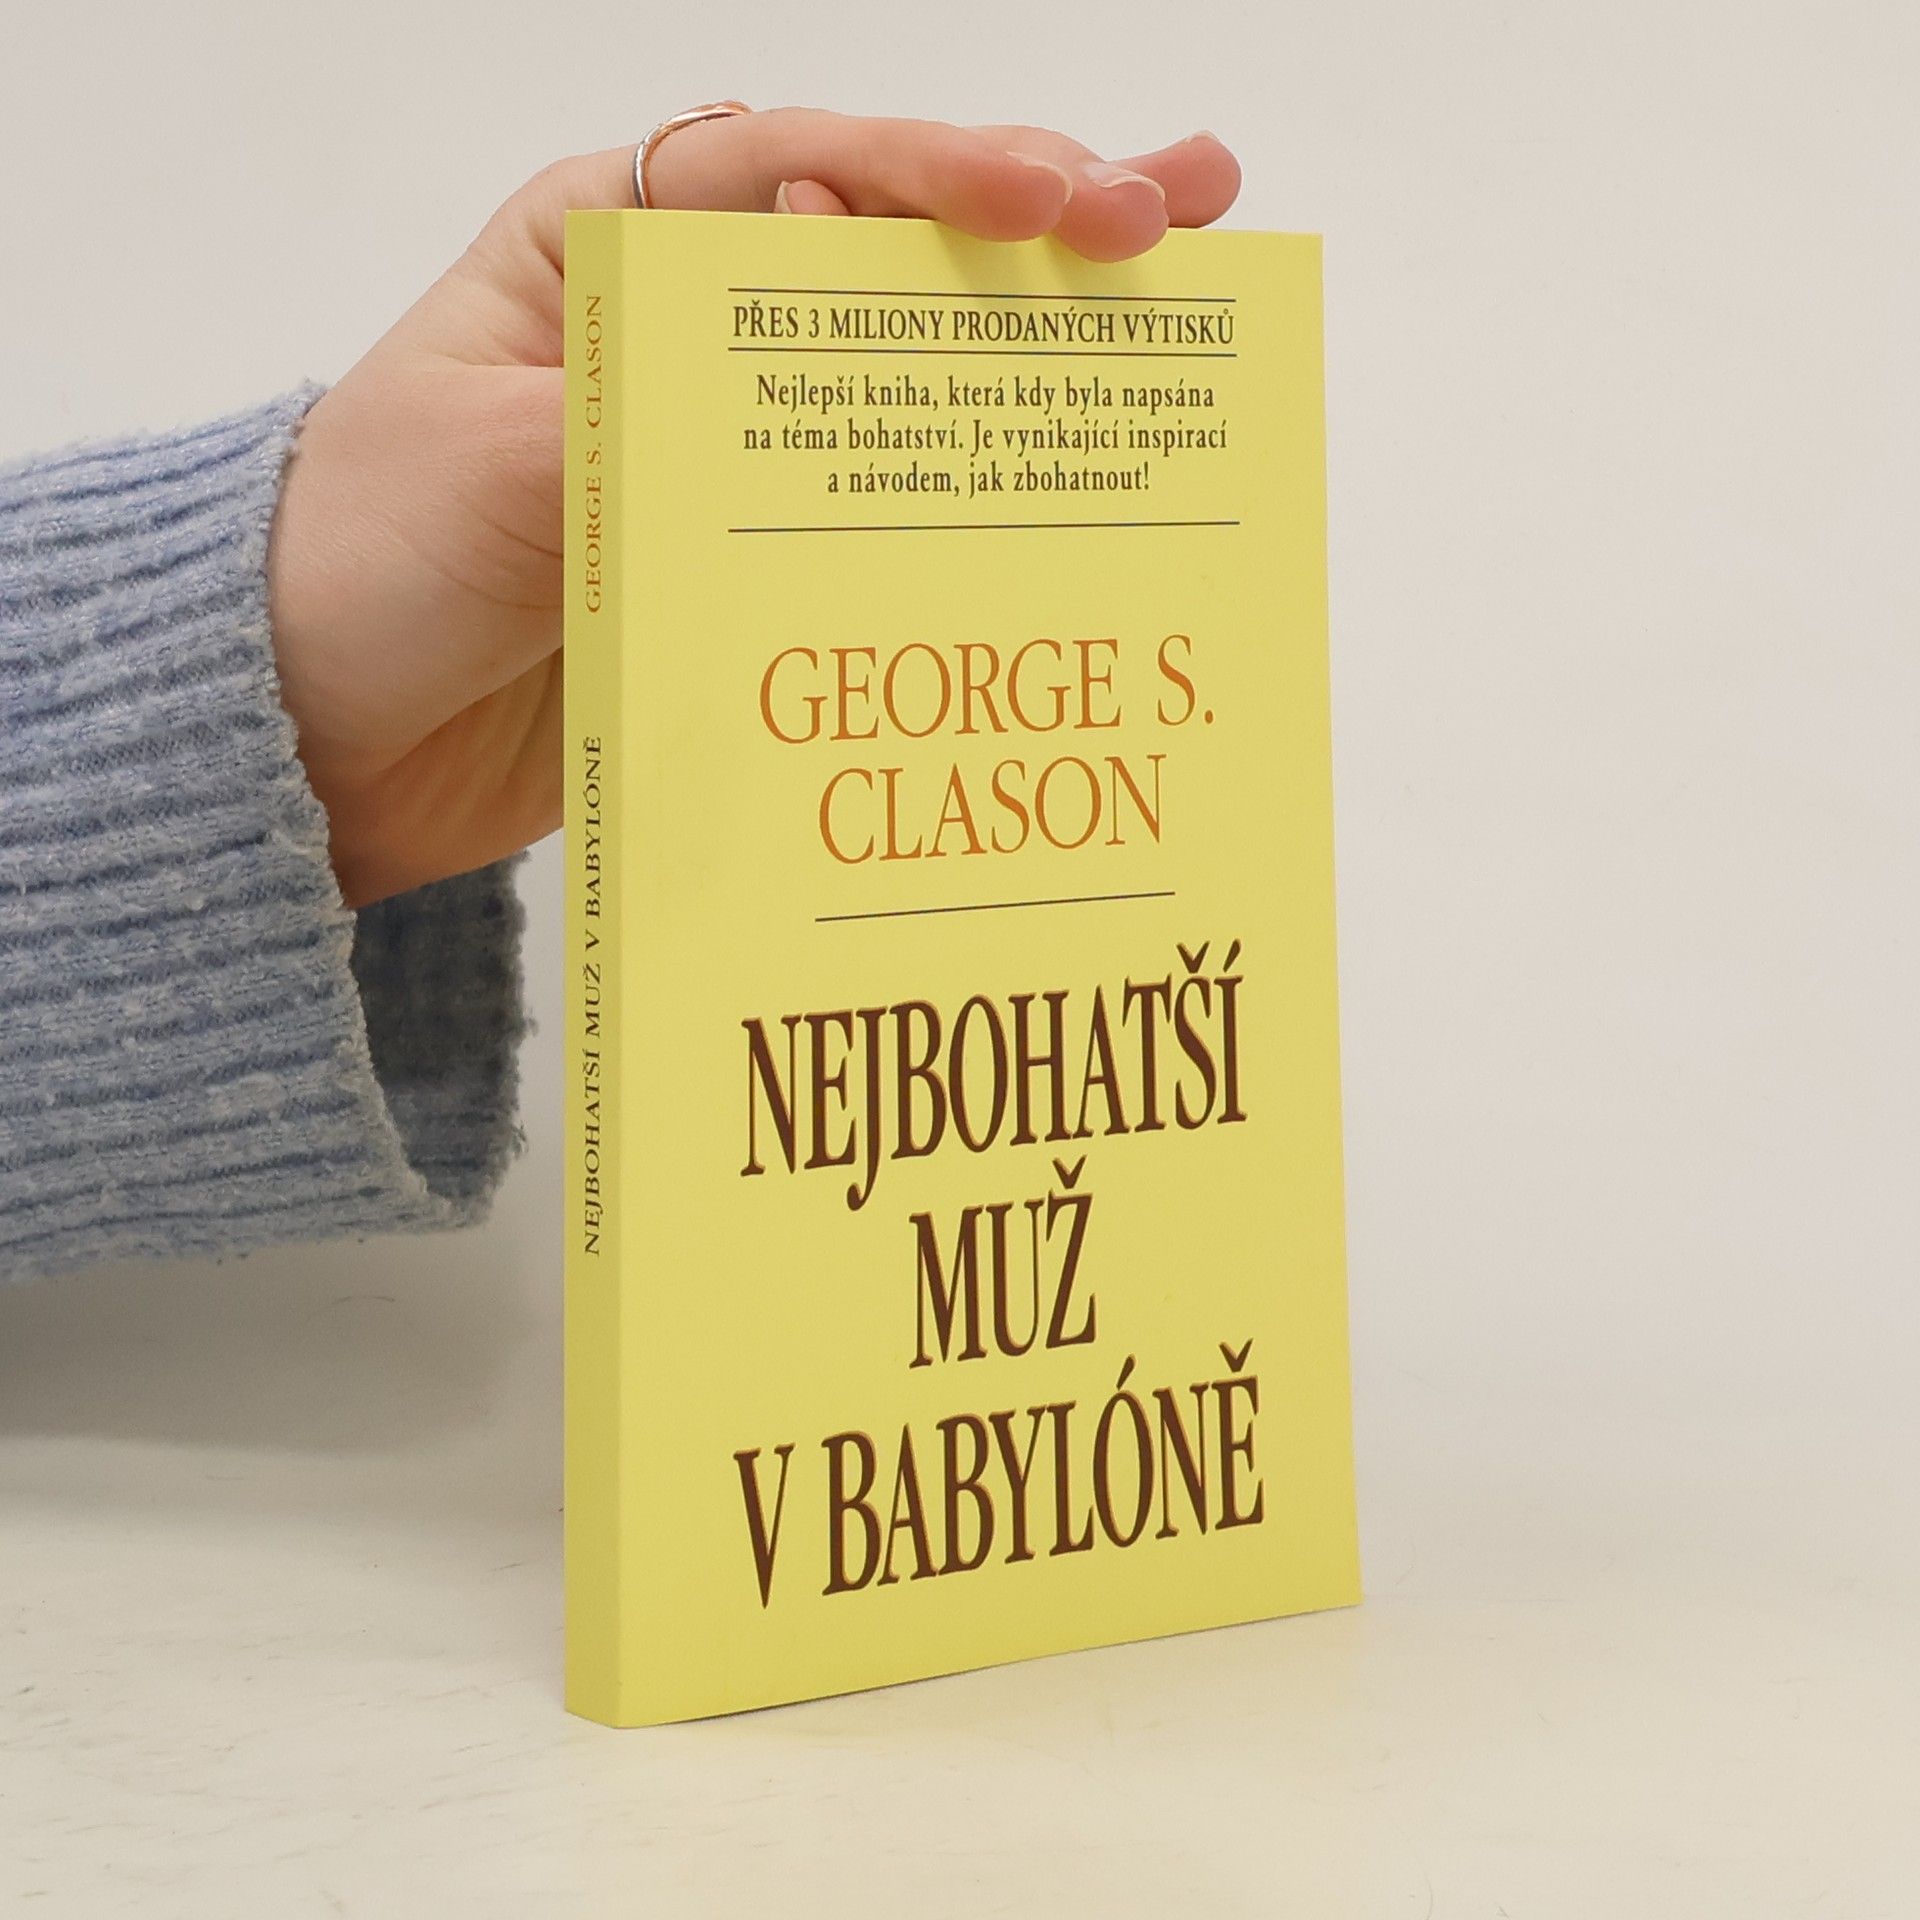 GEORGE S. CLASON
NEJBOHATŠÍ MUŽ V BABYLÓNĚ
PŘES 3 MILIONY PRODANÝCH VÝTISKŮ
Nejlepší kniha, která kdy byla napsána
na téma bohatství. Je vynikající inspirací
a návodem, jak zbohatnout!
GEORGE S.
CLASON
NEJBOHATŠÍ
MUŽ
V BABYLÓNĚ